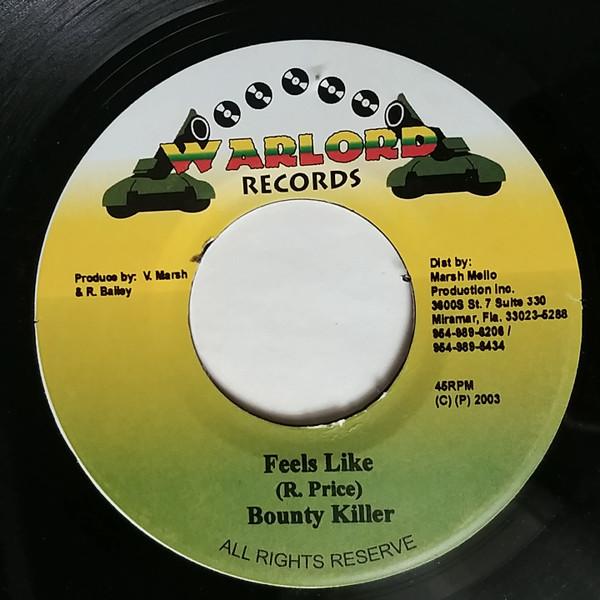 WARLORD
RECORDS
Produce by: V. Marsh
& R. Bailey
Dist by:
Marsh Mello
Production Inc.
3600S St. 7 Suite 330
Miramar, Fla. 33023-5288
954-989-6206 /
954-989-8434
45RPM
(C) (P) 2003
Feels Like
(R. Price)
Bounty Killer
ALL RIGHTS RESERVE